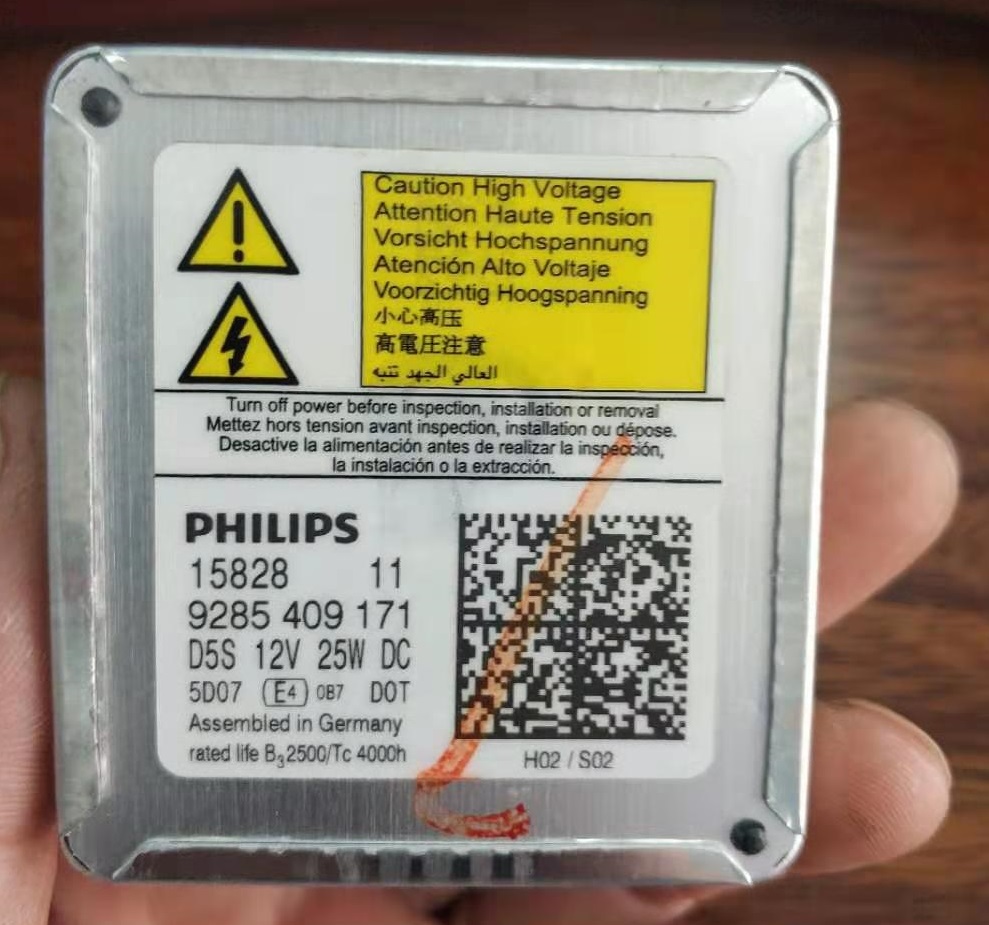 Caution High Voltage
Attention Haute Tension
Vorsicht Hochspannung
Atención Alto Voltaje
Voorzichtig Hoogspanning
小心高压
高電圧注意
العالي الجهد تنبه
Turn off power before inspection, installation or removal
Mettez hors tension avant inspection, installation ou dépose.
Desactive la alimentación antes de realizar la inspección,
la instalación o la extracción.
PHILIPS
15828 11
9285 409 171
D5S 12V 25W DC
5D07 E4 0B7 DOT
Assembled in Germany
rated life B3 2500/Tc 4000h
H02 / S02